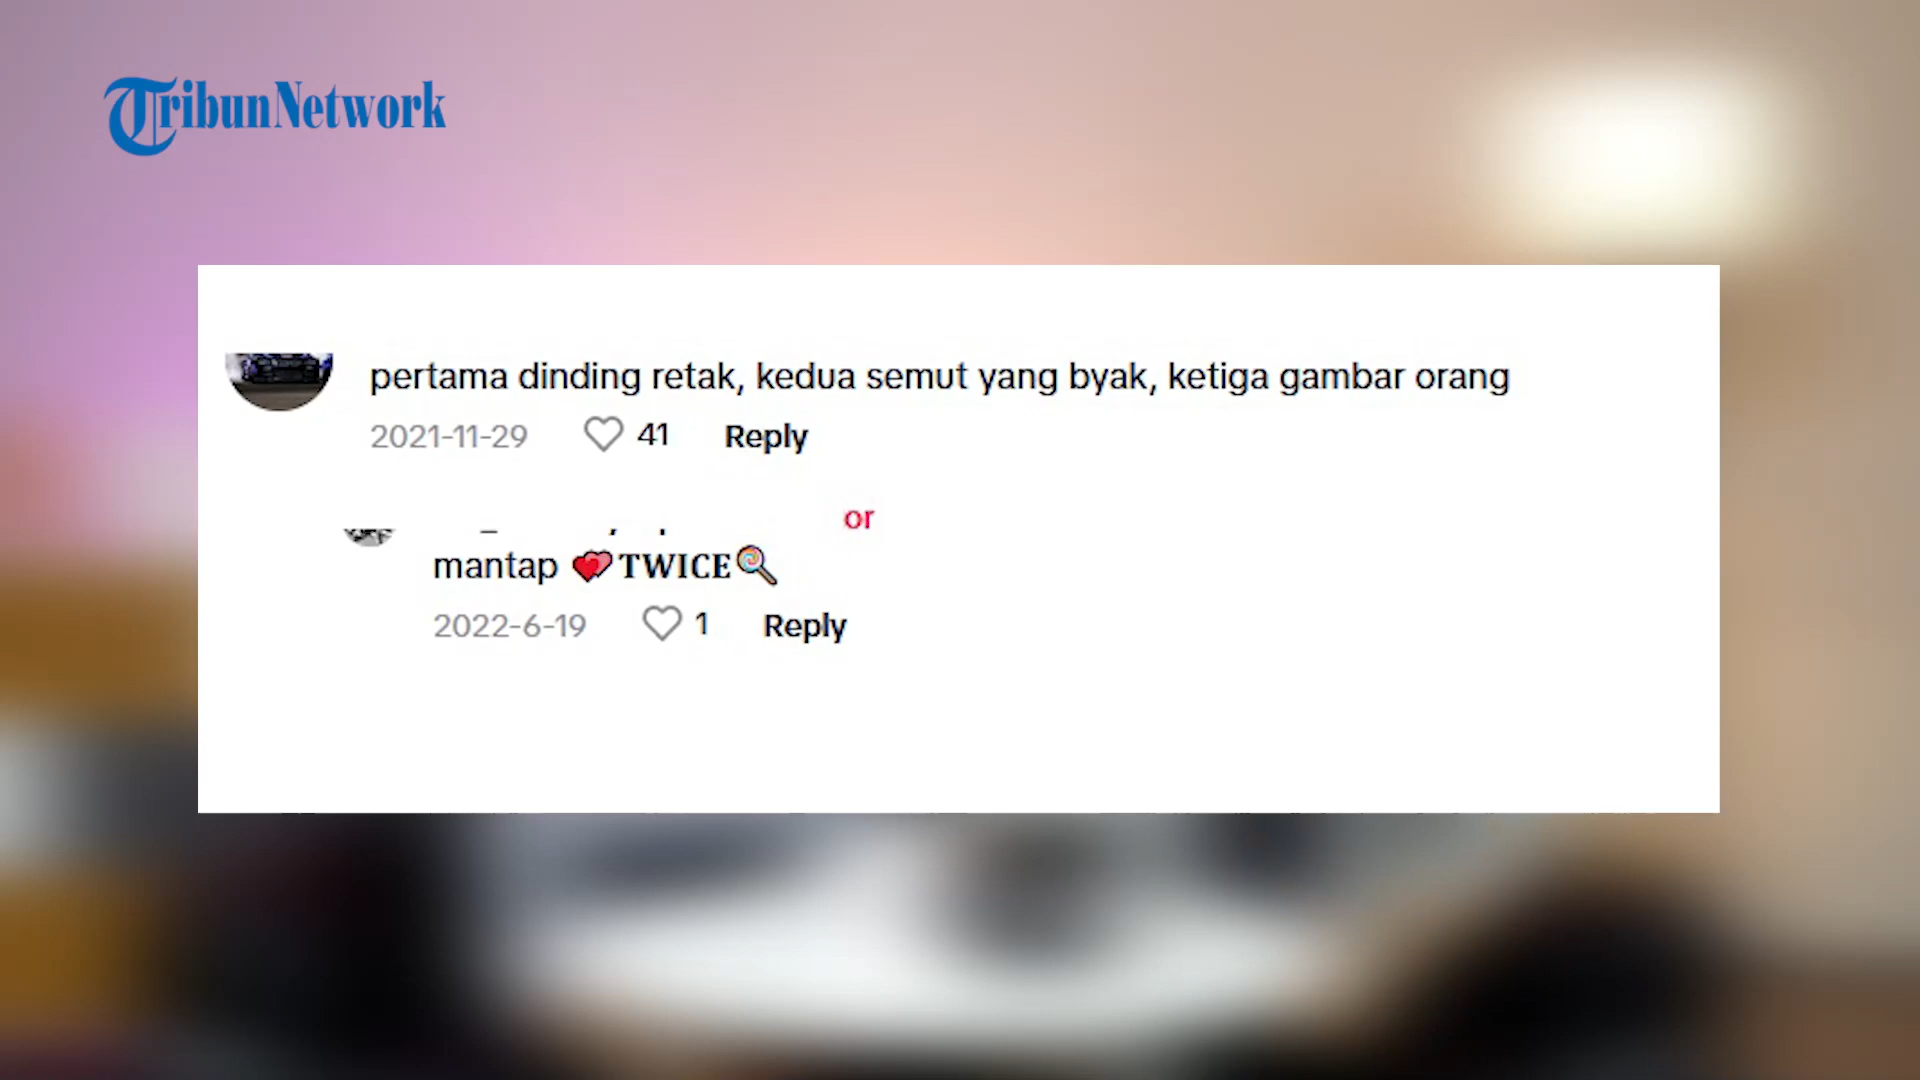 TribunNetwork
pertama dinding retak, kedua semut yang byak, ketiga gambar orang
2021-11-29 41 Reply
or
mantap 💕TWICE🍭
2022-6-19 1 Reply